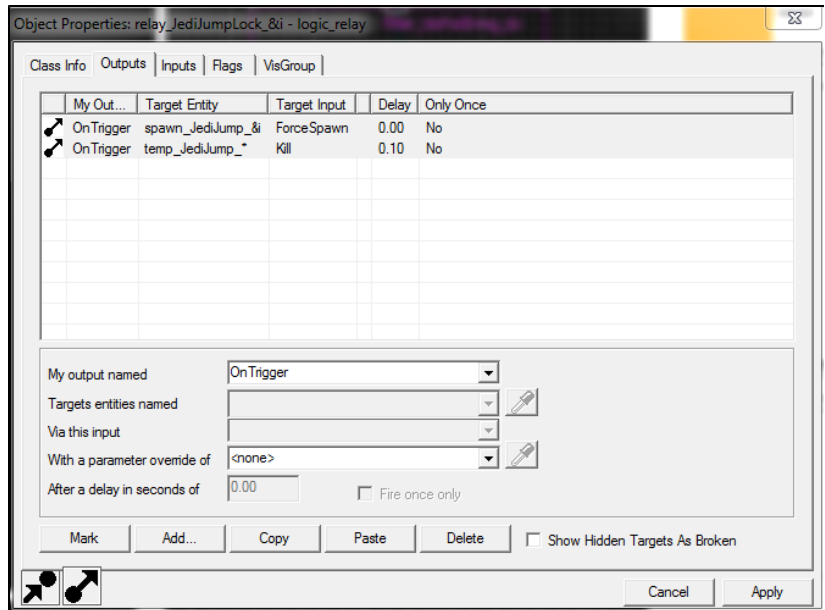 Object Properties: relay_JediJumpLock_&i - logic_relay
Class Info Outputs Inputs Flags VisGroup
My Out... Target Entity Target Input Delay Only Once
OnTrigger spawn_JediJump_&i ForceSpawn 0.00 No
OnTrigger temp_JediJump_* Kill 0.10 No
My output named OnTrigger
Targets entities named
Via this input
With a parameter override of <none>
After a delay in seconds of 0.00 Fire once only
Mark Add... Copy Paste Delete Show Hidden Targets As Broken
Cancel Apply